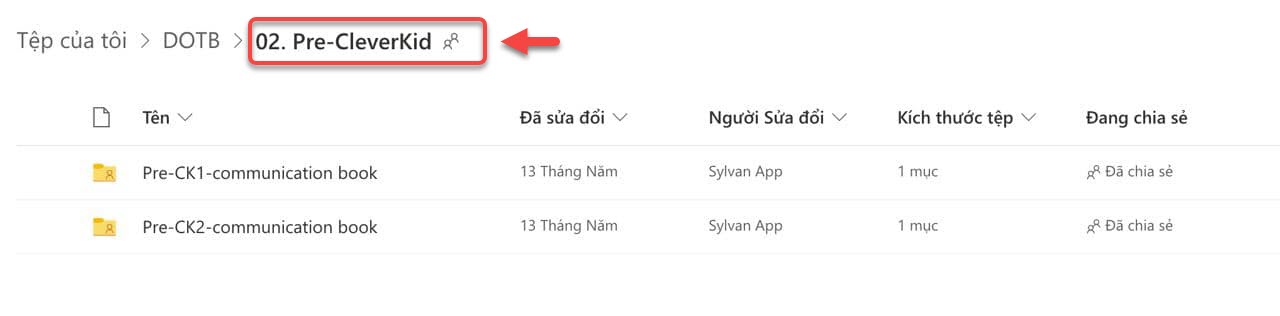 Tệp của tôi > DOTB > 02. Pre-CleverKid
Tên Đã sửa đổi Người Sửa đổi Kích thước tệp Đang chia sẻ
Pre-CK1-communication book 13 Tháng Năm Sylvan App 1 mục Đã chia sẻ
Pre-CK2-communication book 13 Tháng Năm Sylvan App 1 mục Đã chia sẻ